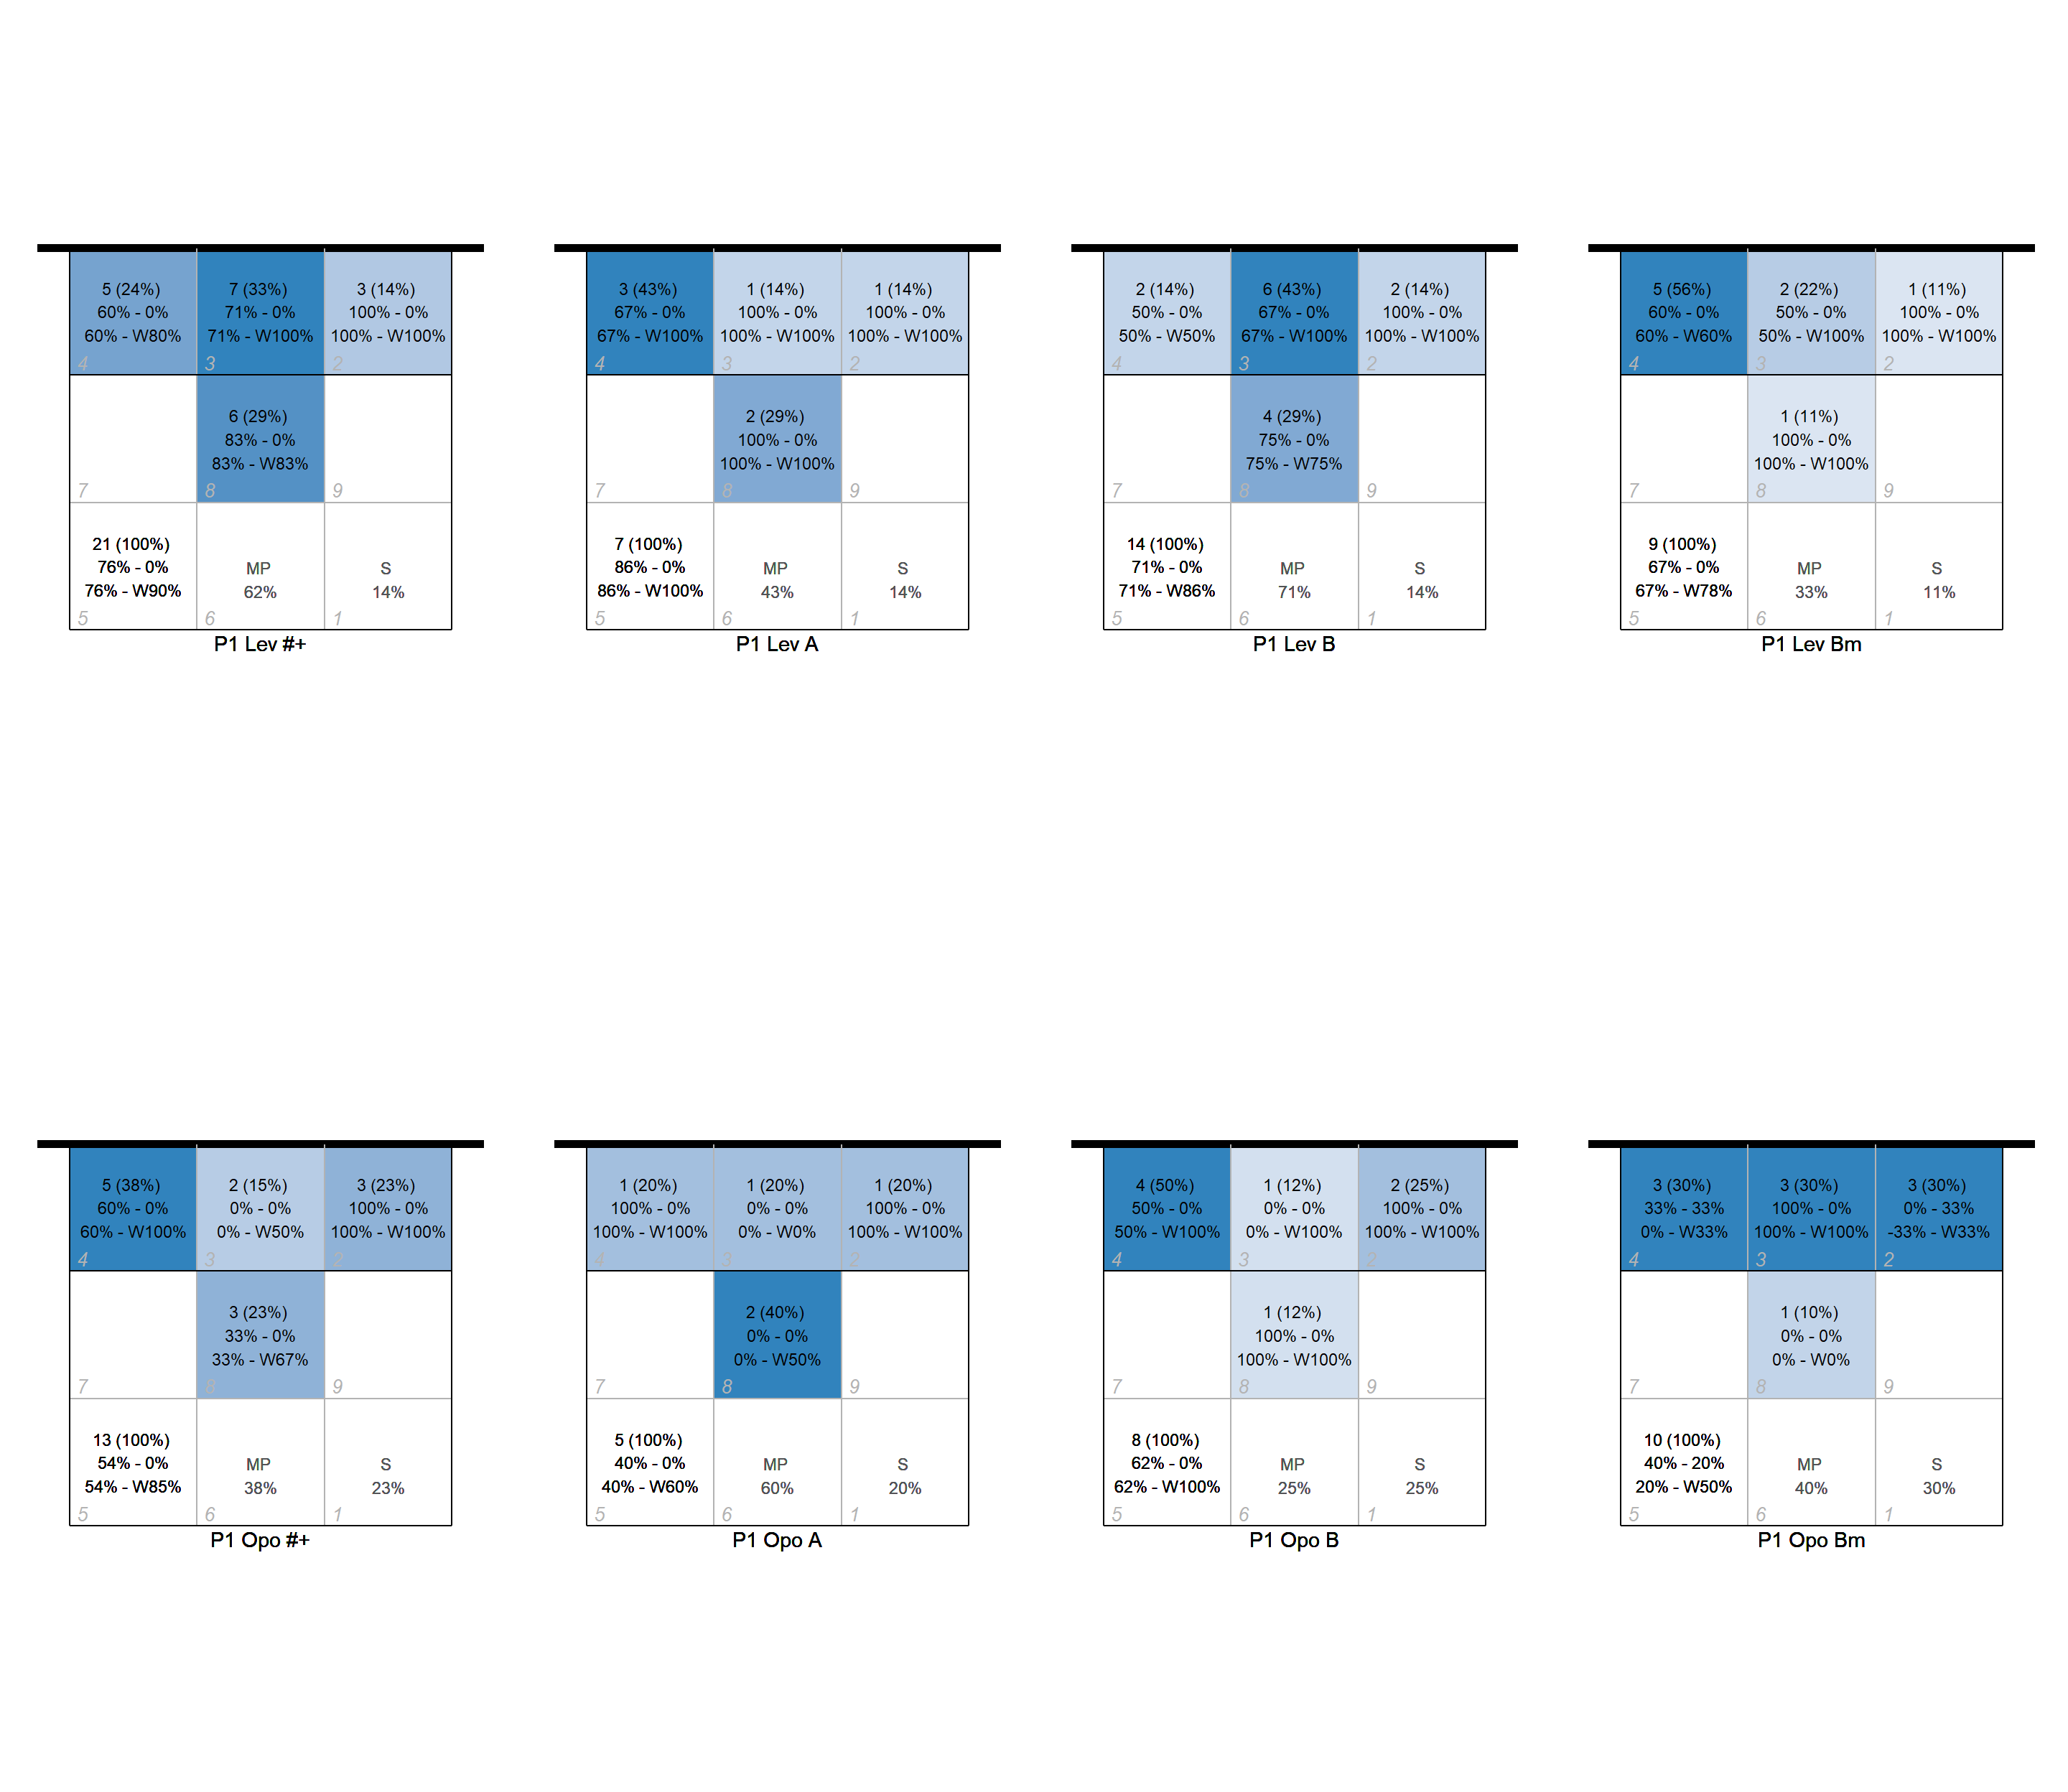 5 (24%)
60% - 0%
60% - W80%
4
7 (33%)
71% - 0%
71% - W100%
3
3 (14%)
100% - 0%
100% - W100%
2
7
6 (29%)
83% - 0%
83% - W83%
8
9
21 (100%)
76% - 0%
76% - W90%
5
MP
62%
6
S
14%
1
P1 Lev #+
3 (43%)
67% - 0%
67% - W100%
4
1 (14%)
100% - 0%
100% - W100%
3
1 (14%)
100% - 0%
100% - W100%
2
7
2 (29%)
100% - 0%
100% - W100%
8
9
7 (100%)
86% - 0%
86% - W100%
5
MP
43%
6
S
14%
1
P1 Lev A
2 (14%)
50% - 0%
50% - W50%
4
6 (43%)
67% - 0%
67% - W100%
3
2 (14%)
100% - 0%
100% - W100%
2
7
4 (29%)
75% - 0%
75% - W75%
8
9
14 (100%)
71% - 0%
71% - W86%
5
MP
71%
6
S
14%
1
P1 Lev B
5 (56%)
60% - 0%
60% - W60%
4
2 (22%)
50% - 0%
50% - W100%
3
1 (11%)
100% - 0%
100% - W100%
2
7
1 (11%)
100% - 0%
100% - W100%
8
9
9 (100%)
67% - 0%
67% - W78%
5
MP
33%
6
S
11%
1
P1 Lev Bm
5 (38%)
60% - 0%
60% - W100%
4
2 (15%)
0% - 0%
0% - W50%
3
3 (23%)
100% - 0%
100% - W100%
2
7
3 (23%)
33% - 0%
33% - W67%
8
9
13 (100%)
54% - 0%
54% - W85%
5
MP
38%
6
S
23%
1
P1 Opo #+
1 (20%)
100% - 0%
100% - W100%
4
1 (20%)
0% - 0%
0% - W0%
3
1 (20%)
100% - 0%
100% - W100%
2
7
2 (40%)
0% - 0%
0% - W50%
8
9
5 (100%)
40% - 0%
40% - W60%
5
MP
60%
6
S
20%
1
P1 Opo A
4 (50%)
50% - 0%
50% - W100%
4
1 (12%)
0% - 0%
0% - W100%
3
2 (25%)
100% - 0%
100% - W100%
2
7
1 (12%)
100% - 0%
100% - W100%
8
9
8 (100%)
62% - 0%
62% - W100%
5
MP
25%
6
S
25%
1
P1 Opo B
3 (30%)
33% - 33%
0% - W33%
4
3 (30%)
100% - 0%
100% - W100%
3
3 (30%)
0% - 33%
-33% - W33%
2
7
1 (10%)
0% - 0%
0% - W0%
8
9
10 (100%)
40% - 20%
20% - W50%
5
MP
40%
6
S
30%
1
P1 Opo Bm